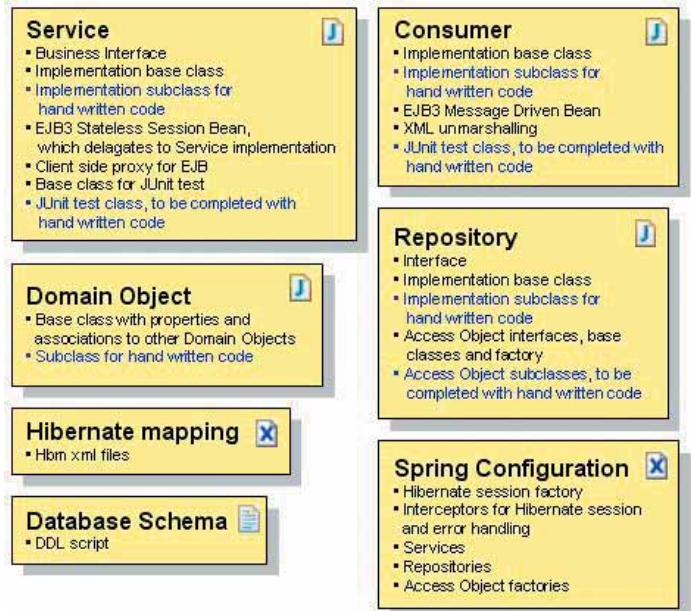 Service
▪ Business Interface
▪ Implementation base class
▪ Implementation subclass for
hand written code
▪ EJB3 Stateless Session Bean,
which delagates to Service implementation
▪ Client side proxy for EJB
▪ Base class for JUnit test
▪ JUnit test class, to be completed with
hand written code
Domain Object
▪ Base class with properties and
associations to other Domain Objects
▪ Subclass for hand written code
Hibernate mapping
▪ Hbm xml files
Database Schema
▪ DDL script
Consumer
▪ Implementation base class
▪ Implementation subclass for
hand written code
▪ EJB3 Message Driven Bean
▪ XML unmarshalling
▪ JUnit test class, to be completed with
hand written code
Repository
▪ Interface
▪ Implementation base class
▪ Implementation subclass for
hand written code
▪ Access Object interfaces, base
classes and factory
▪ Access Object subclasses, to be
completed with hand written code
Spring Configuration
▪ Hibernate session factory
▪ Interceptors for Hibernate session
and error handling
▪ Services
▪ Repositories
▪ Access Object factories